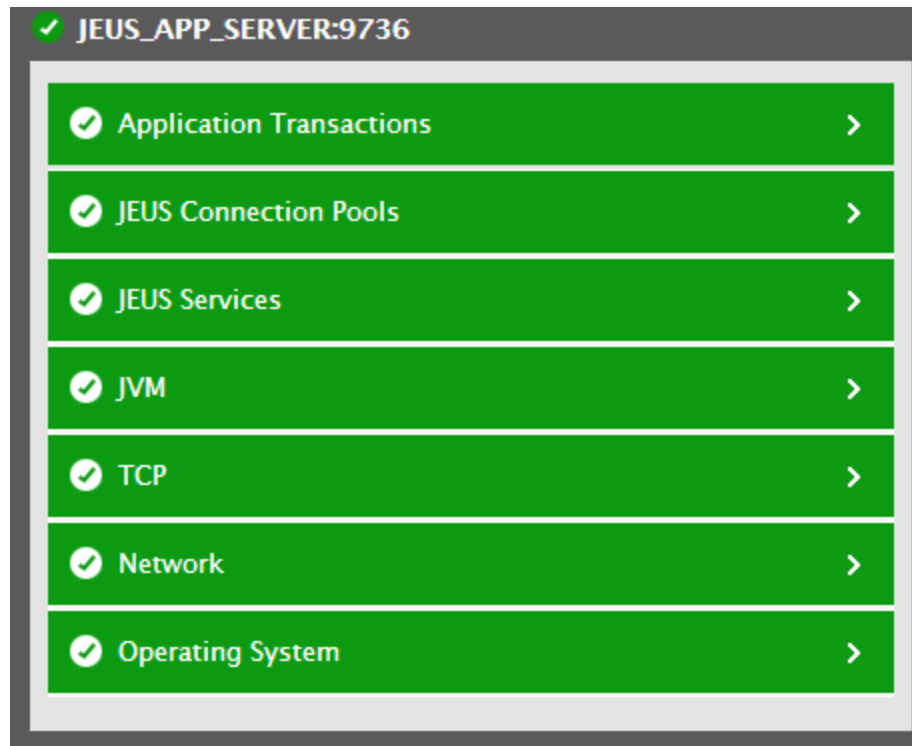 JEUS_APP_SERVER:9736
Application Transactions
JEUS Connection Pools
JEUS Services
JVM
TCP
Network
Operating System